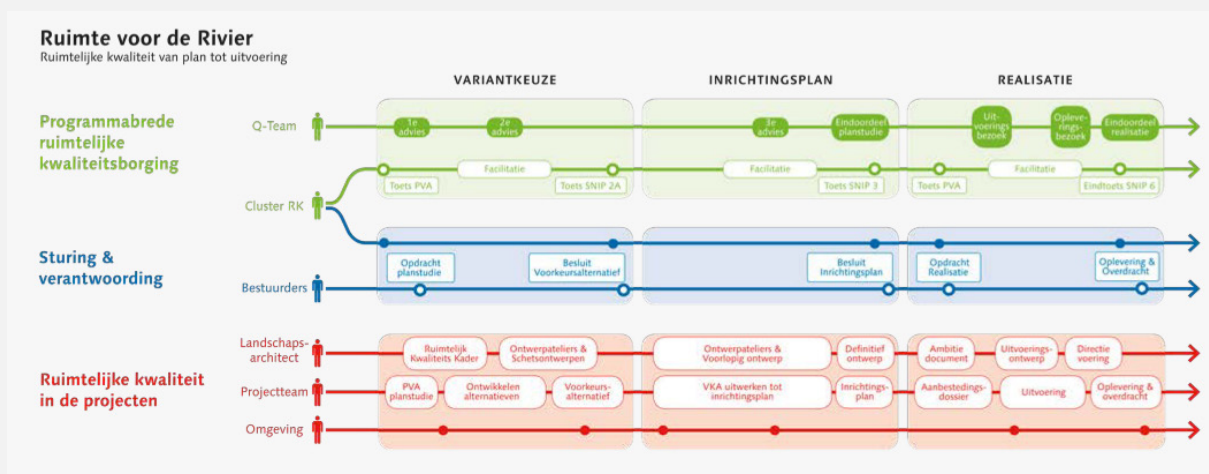 Ruimte voor de Rivier
Ruimtelijke kwaliteit van plan tot uitvoering
VARIANTKEUZE
INRICHTINGSPLAN
REALISATIE
Programmabrede
ruimtelijke
kwaliteitsborging
Q-Team
1e
advies
2e
advies
3e
advies
Eindoordeel
planstudie
Uit-
voerings
bezoek
Opleve-
rings-
bezoek
Eindoordeel
realisatie
Facilitatie
Facilitatie
Facilitatie
Toets PVA
Toets SNIP 2A
Toets SNIP 3
Toets PVA
Eindtoets SNIP 6
Cluster RK
Sturing &
verantwoording
Opdracht
planstudie
Besluit
Voorkeursalternatief
Besluit
Inrichtingsplan
Opdracht
Realisatie
Oplevering &
Overdracht
Bestuurders
Ruimtelijke kwaliteit
in de projecten
Landschaps-
architect
Ruimtelijk
Kwaliteits Kader
Ontwerpateliers &
Schetsontwerpen
Ontwerpateliers &
Voorlopig ontwerp
Definitief
ontwerp
Ambitie
document
Uitvoerings-
ontwerp
Directie
voering
Projectteam
PVA
planstudie
Ontwikkelen
alternatieven
Voorkeurs-
alternatief
VKA uitwerken tot
inrichtingsplan
Inrichtings-
plan
Aanbestedings-
dossier
Uitvoering
Oplevering &
overdracht
Omgeving